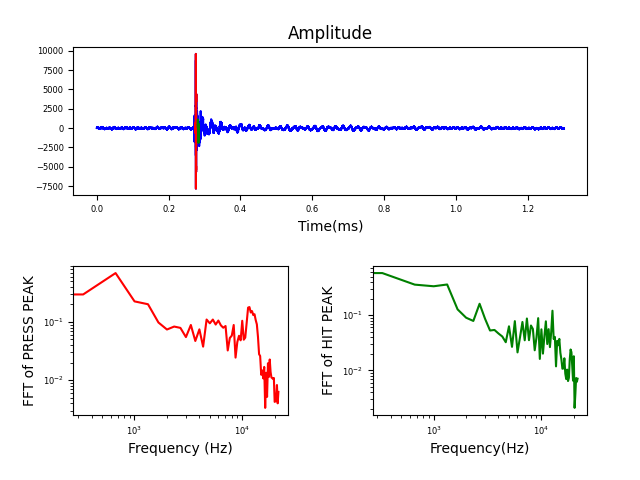 Amplitude
10000
7500
5000
2500
0
−2500
−5000
−7500
0.0 0.2 0.4 0.6 0.8 1.0 1.2
Time(ms)
FFT of PRESS PEAK
10⁻¹
10⁻²
10³ 10⁴
Frequency (Hz)
FFT of HIT PEAK
10⁻¹
10⁻²
10³ 10⁴
Frequency(Hz)